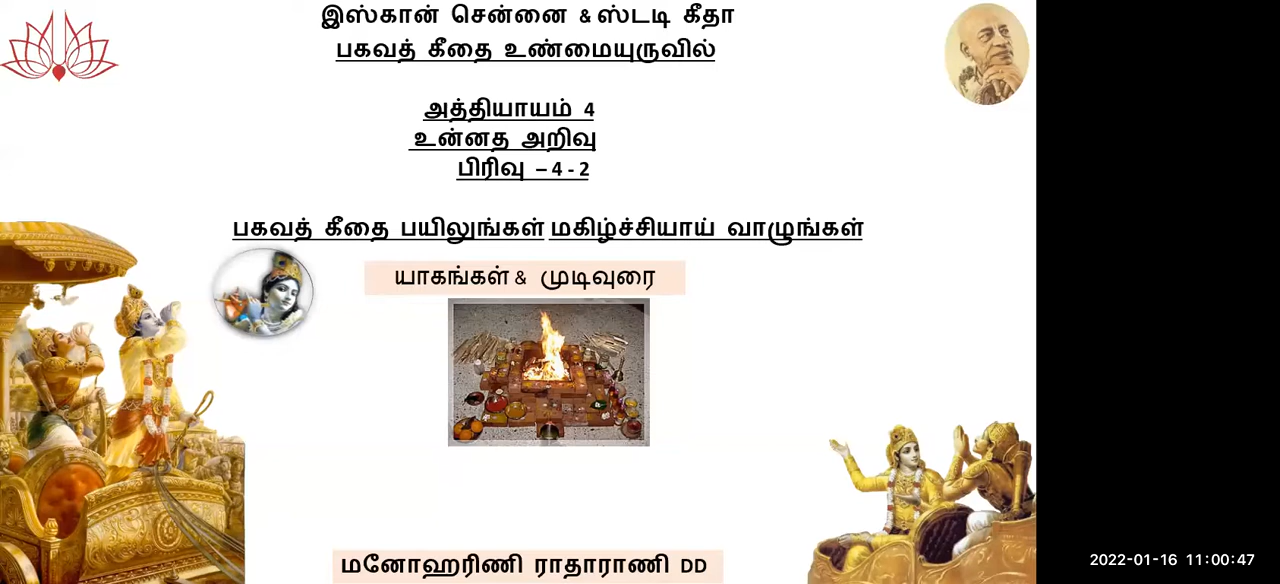 இஸ்கான் சென்னை & ஸ்டடி கீதா
பகவத் கீதை உண்மையுருவில்
அத்தியாயம் 4
உன்னத அறிவு
பிரிவு – 4 - 2
பகவத் கீதை பயிலுங்கள் மகிழ்ச்சியாய் வாழுங்கள்
யாகங்கள் & முடிவுரை
மனோஹரிணி ராதாராணி DD
2022-01-16 11:00:47